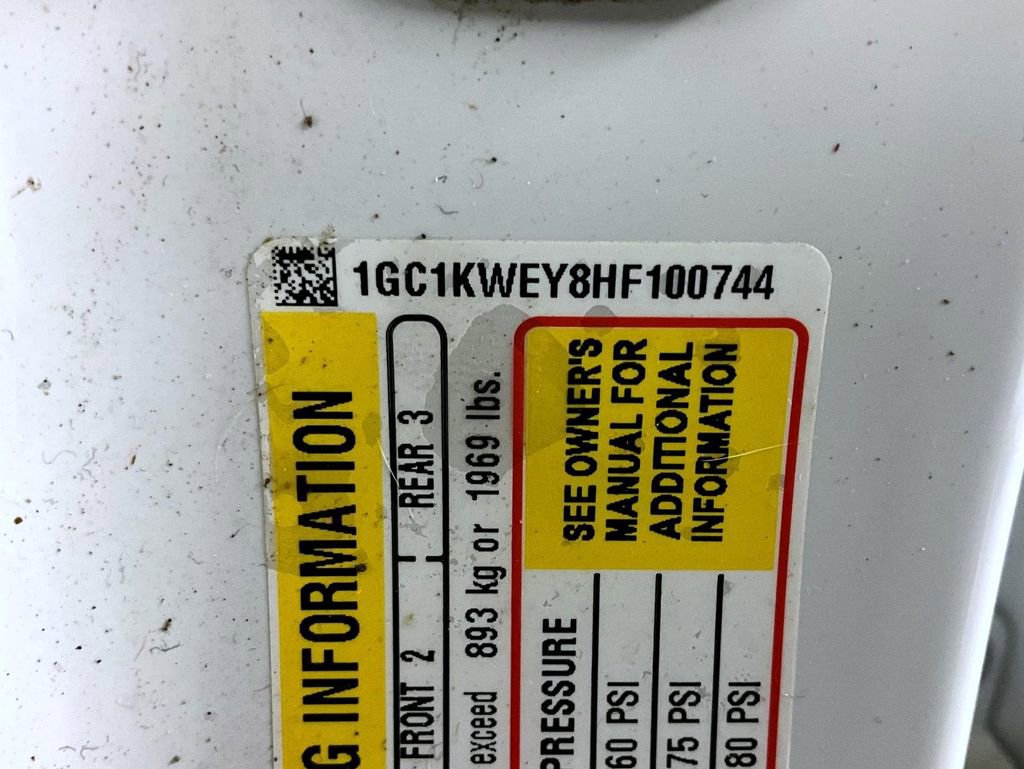 1GC1KWEY8HF100744
G INFORMATION
FRONT 2 REAR 3
exceed 893 kg or 1969 lbs.
SEE OWNER'S
MANUAL FOR
ADDITIONAL
INFORMATION
PRESSURE
60 PSI
75 PSI
80 PSI